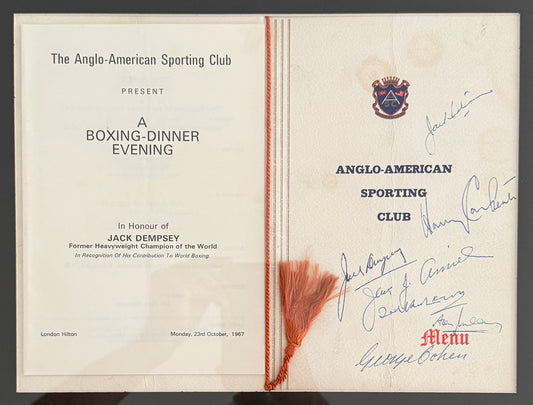 The Anglo-American Sporting Club
PRESENT
A
BOXING-DINNER
EVENING
In Honour of
JACK DEMPSEY
Former Heavyweight Champion of the World
In Recognition Of His Contribution To World Boxing.
London Hilton
Monday, 23rd October, 1967
ANGLO-AMERICAN
SPORTING
CLUB
Harry Carpenter
Jack Dempsey
Menu
George Cohen